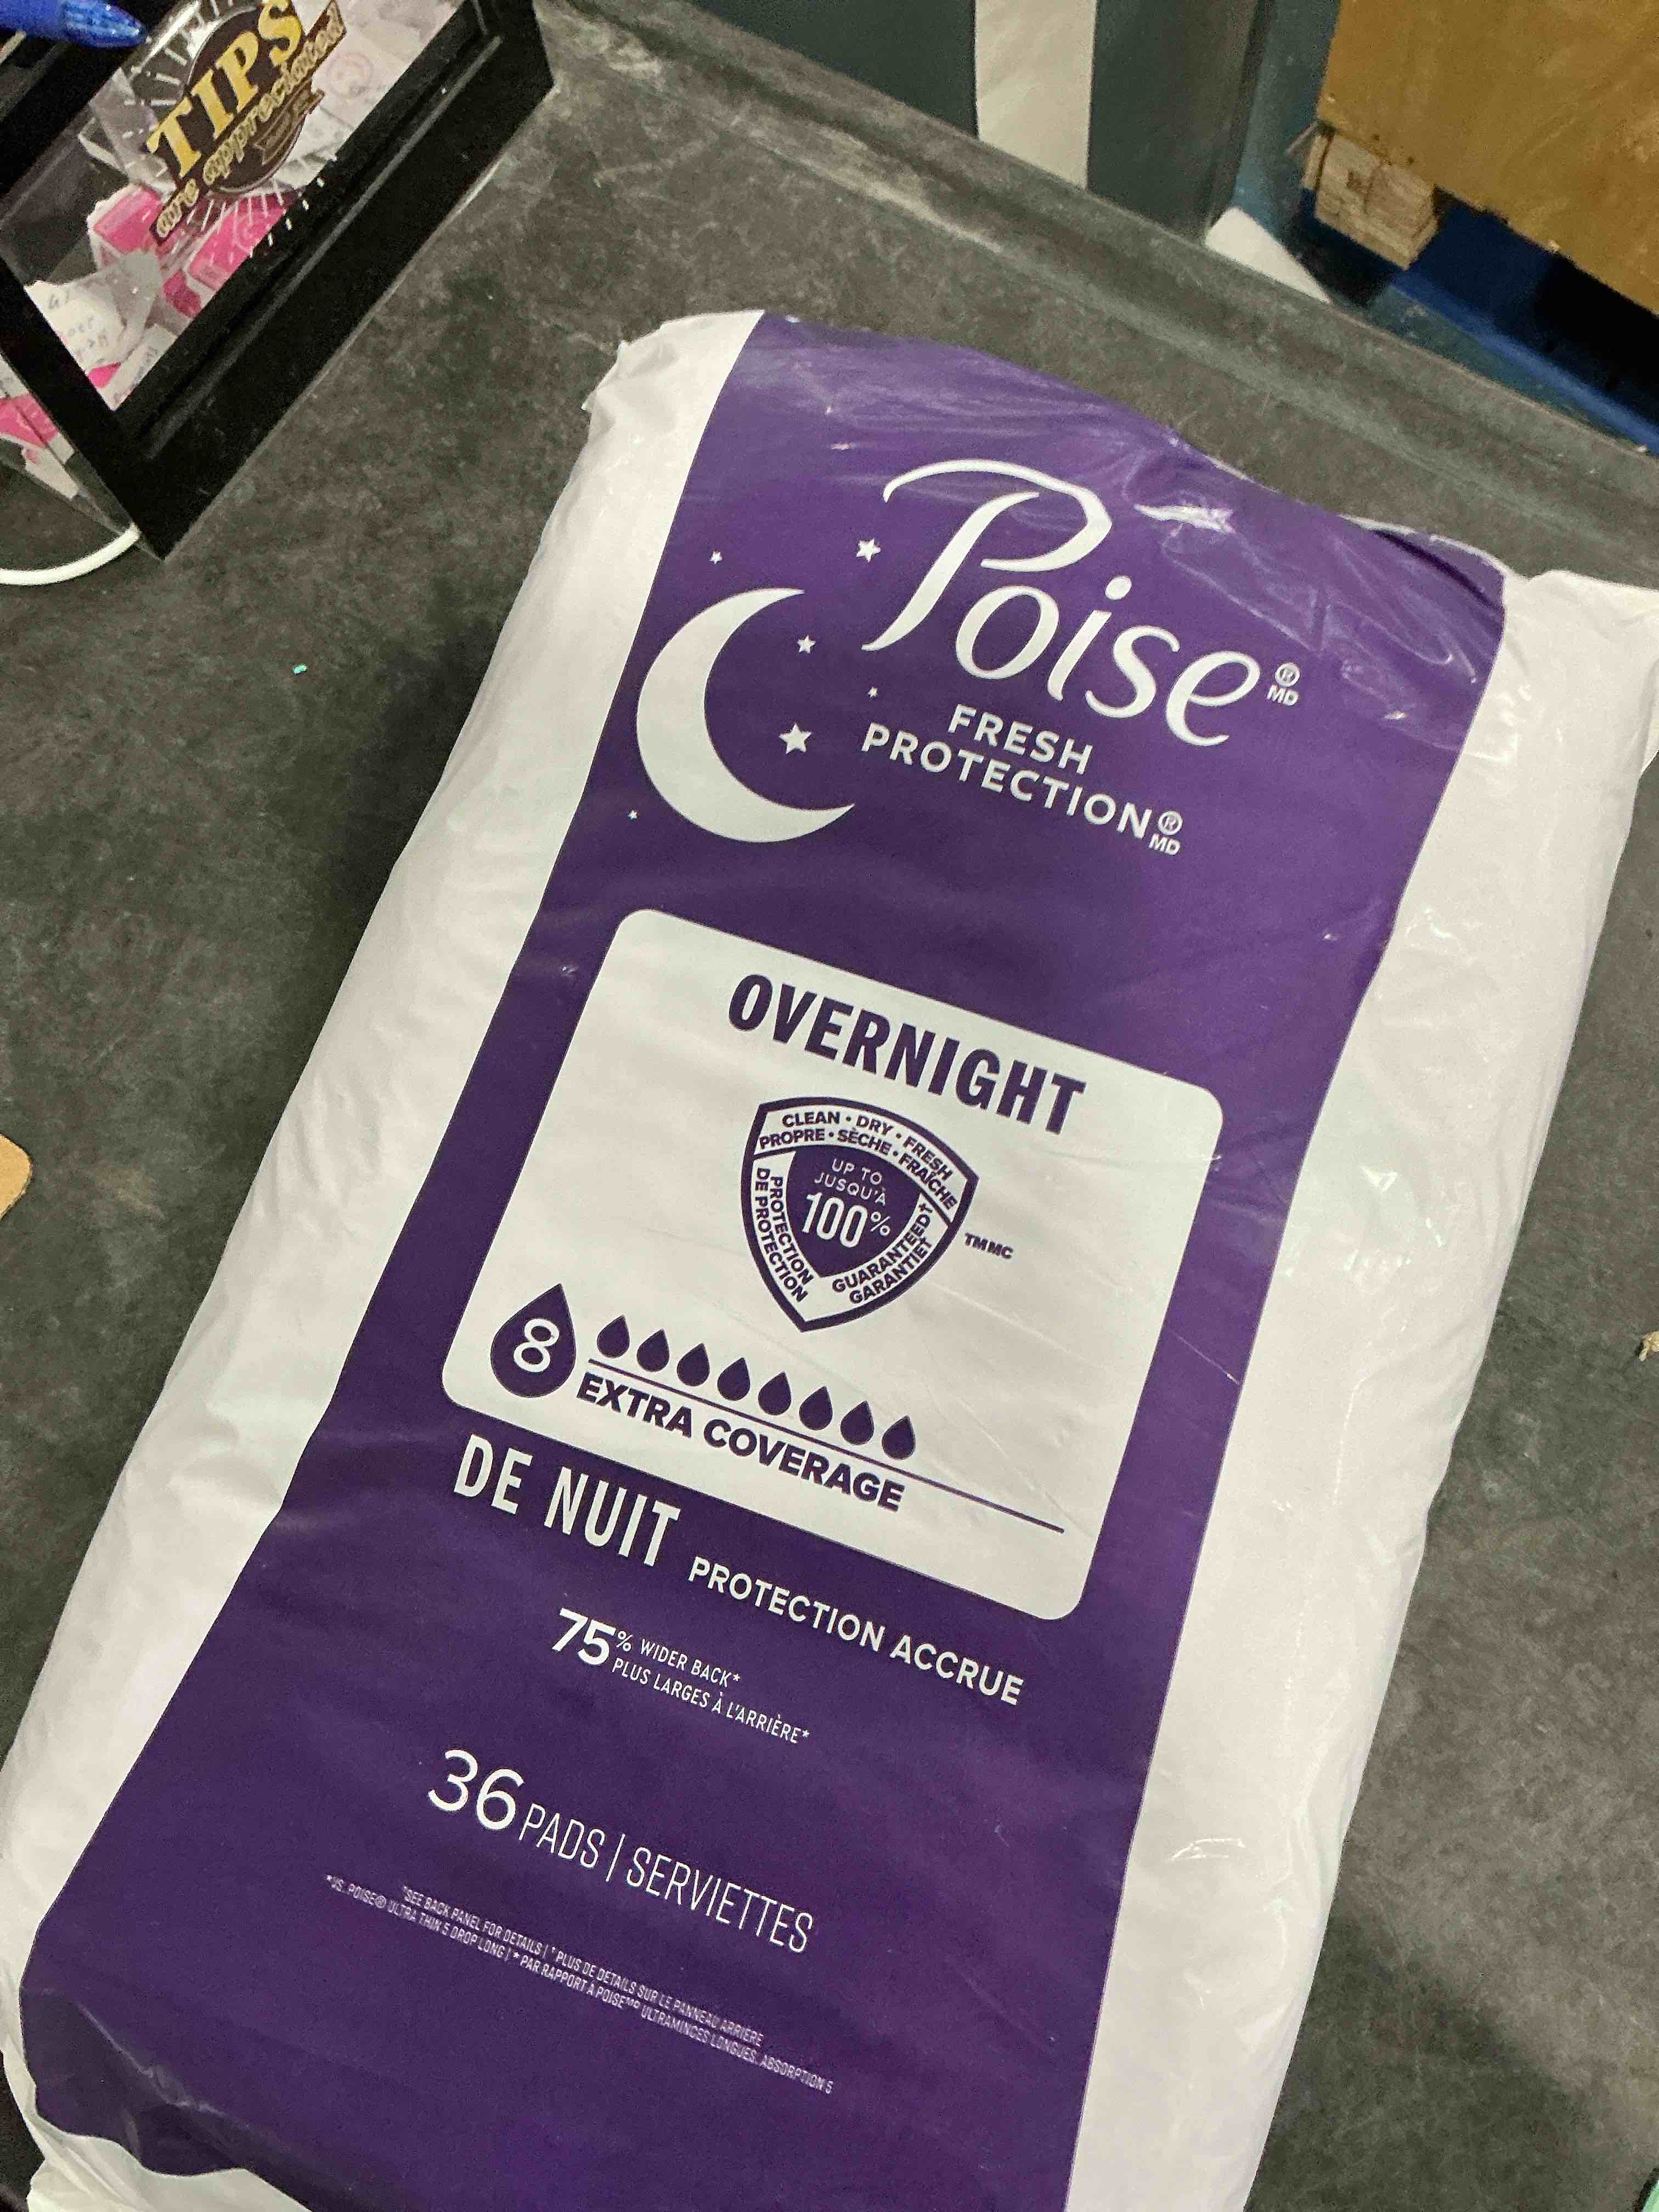 TIPS
are appreciated
Poise®
MD
FRESH
PROTECTION®
MD
OVERNIGHT
CLEAN • DRY • FRESH
PROPRE • SÈCHE • FRAÎCHE
UP TO
JUSQU'À
100%
PROTECTION
DE PROTECTION
GUARANTEED†
GARANTIE†
TMMC
8
EXTRA COVERAGE
DE NUIT PROTECTION ACCRUE
75% WIDER BACK*
PLUS LARGES À L'ARRIÈRE*
36 PADS | SERVIETTES
†SEE BACK PANEL FOR DETAILS | †PLUS DE DÉTAILS SUR LE PANNEAU ARRIÈRE
*VS. POISE® ULTRA THIN 5 DROP LONG | * PAR RAPPORT À POISE ULTRAMINCES LONGUES, ABSORPTION 5